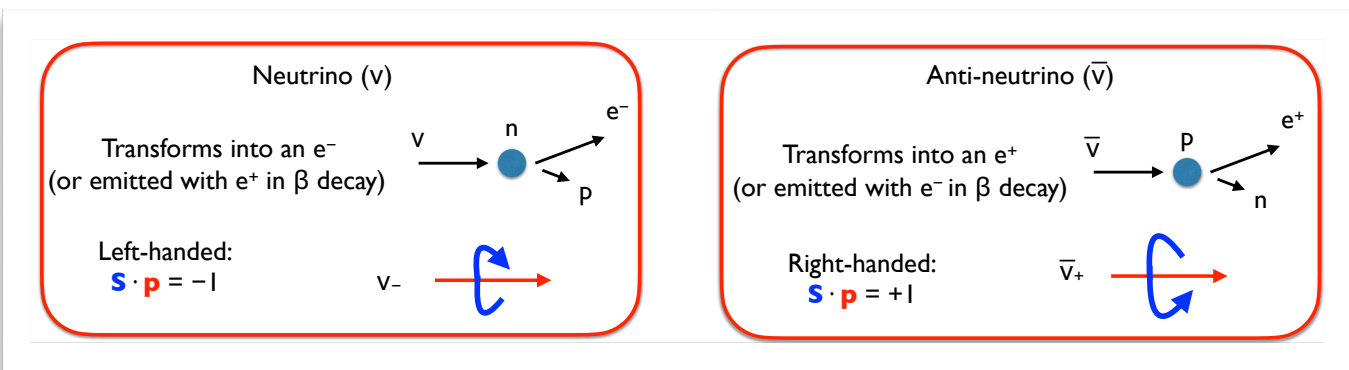 Neutrino (ν)
Transforms into an e⁻
(or emitted with e⁺ in β decay)
ν
n
e⁻
p
Left-handed:
S · p = −1
ν₋
Anti-neutrino (ν̅)
Transforms into an e⁺
(or emitted with e⁻ in β decay)
ν̅
p
e⁺
n
Right-handed:
S · p = +1
ν̅₊